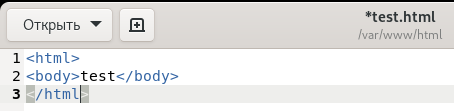 Открыть
*test.html
/var/www/html
1 <html>
2 <body>test</body>
3 </html>